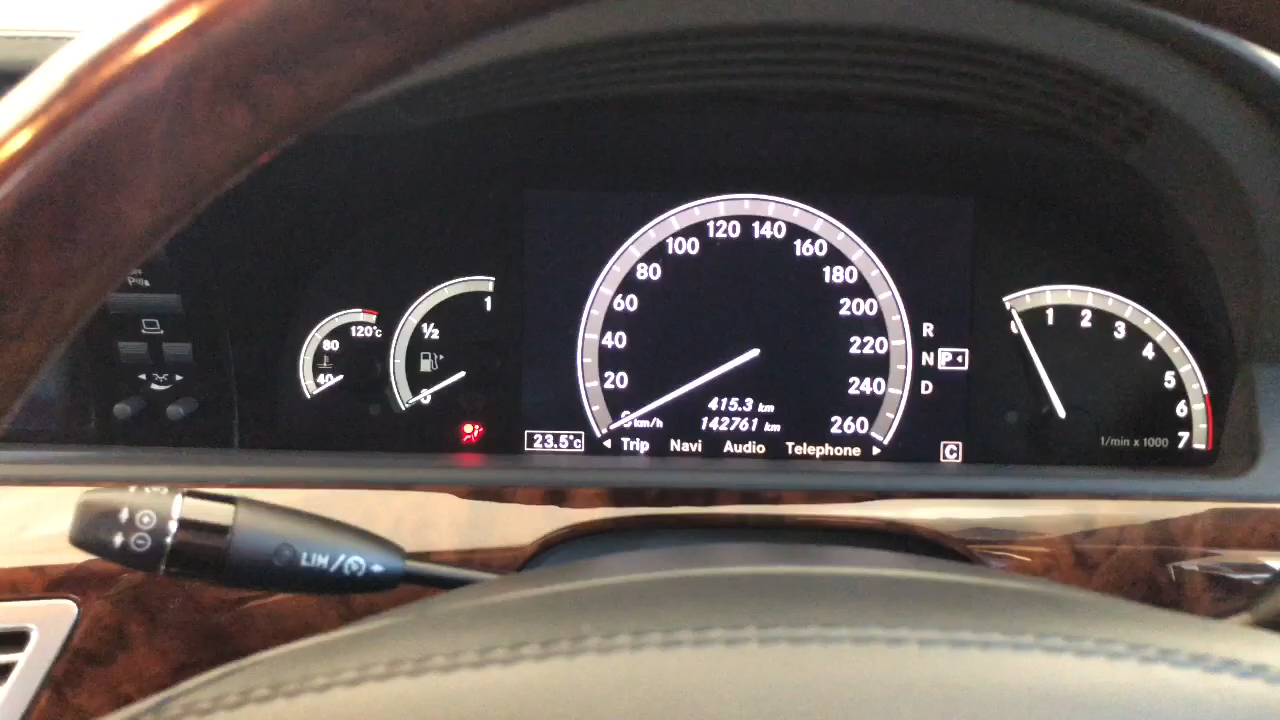 80
120°c
40
1
½
0
0 km/h
20
40
60
80
100
120
140
160
180
200
220
240
260
415.3 km
142761 km
23.5°c
Trip Navi Audio Telephone
R
N P
D
C
0
1
2
3
4
5
6
7
1/min x 1000
LIM/